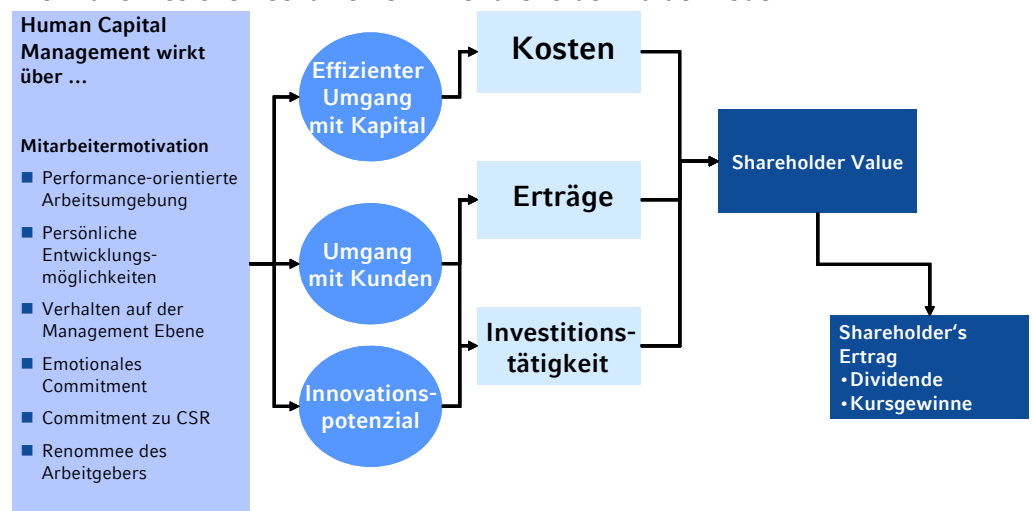 Human Capital
Management wirkt
über ...
Mitarbeitermotivation
Performance-orientierte
Arbeitsumgebung
Persönliche
Entwicklungs-
möglichkeiten
Verhalten auf der
Management Ebene
Emotionales
Commitment
Commitment zu CSR
Renommee des
Arbeitgebers
Effizienter
Umgang
mit Kapital
Umgang
mit Kunden
Innovations-
potenzial
Kosten
Erträge
Investitions-
tätigkeit
Shareholder Value
Shareholder's
Ertrag
•Dividende
•Kursgewinne